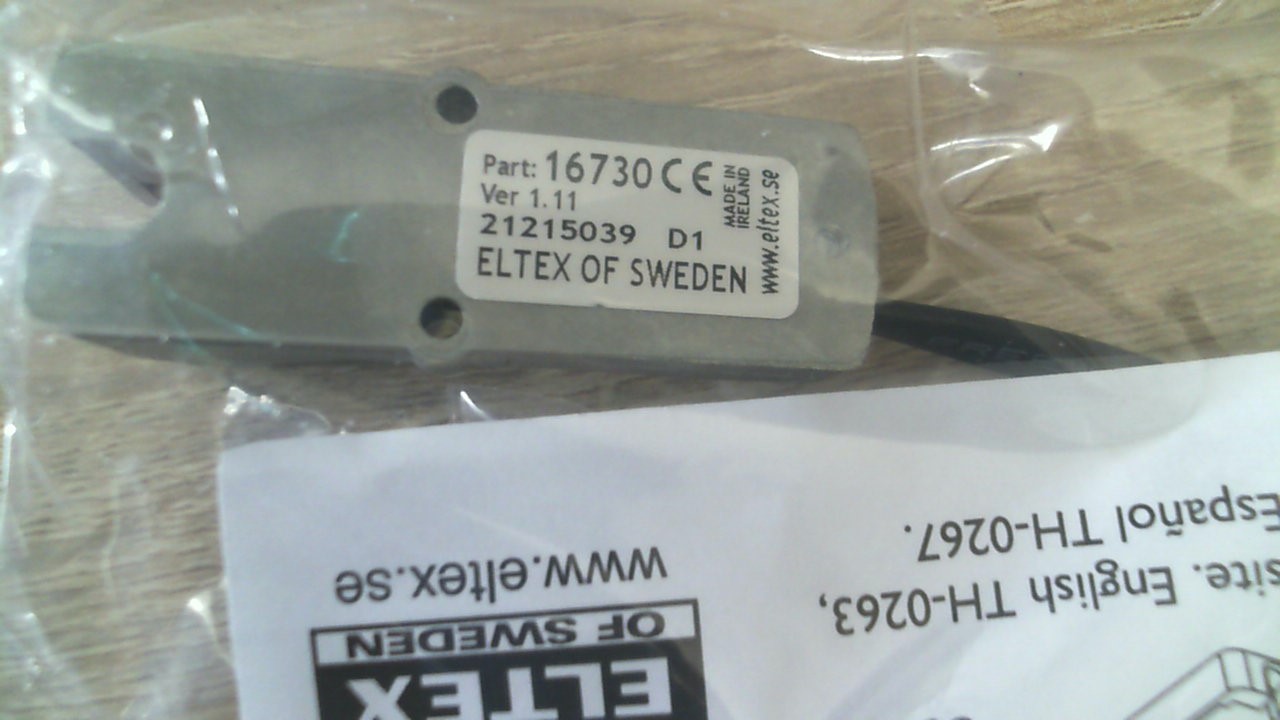 Part: 16730 CE
Ver 1.11
21215039 D1
ELTEX OF SWEDEN
MADE IN
IRELAND
www.eltex.se
Español TH-0267.
site. English TH-0263,
www.eltex.se
OF SWEDEN
ELTEX